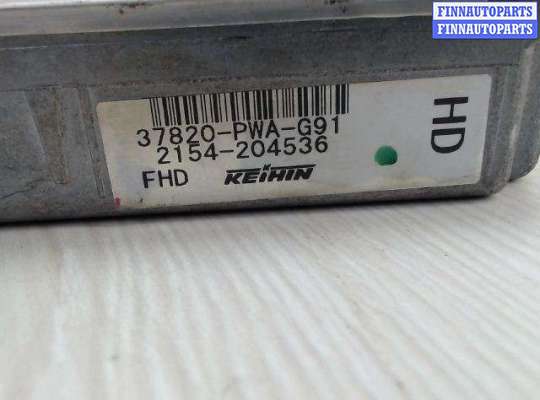 FINNAUTOPARTS
FINNAUTOPARTS
37820-PWA-G91
2154-204536
FHD KEIHIN
HD